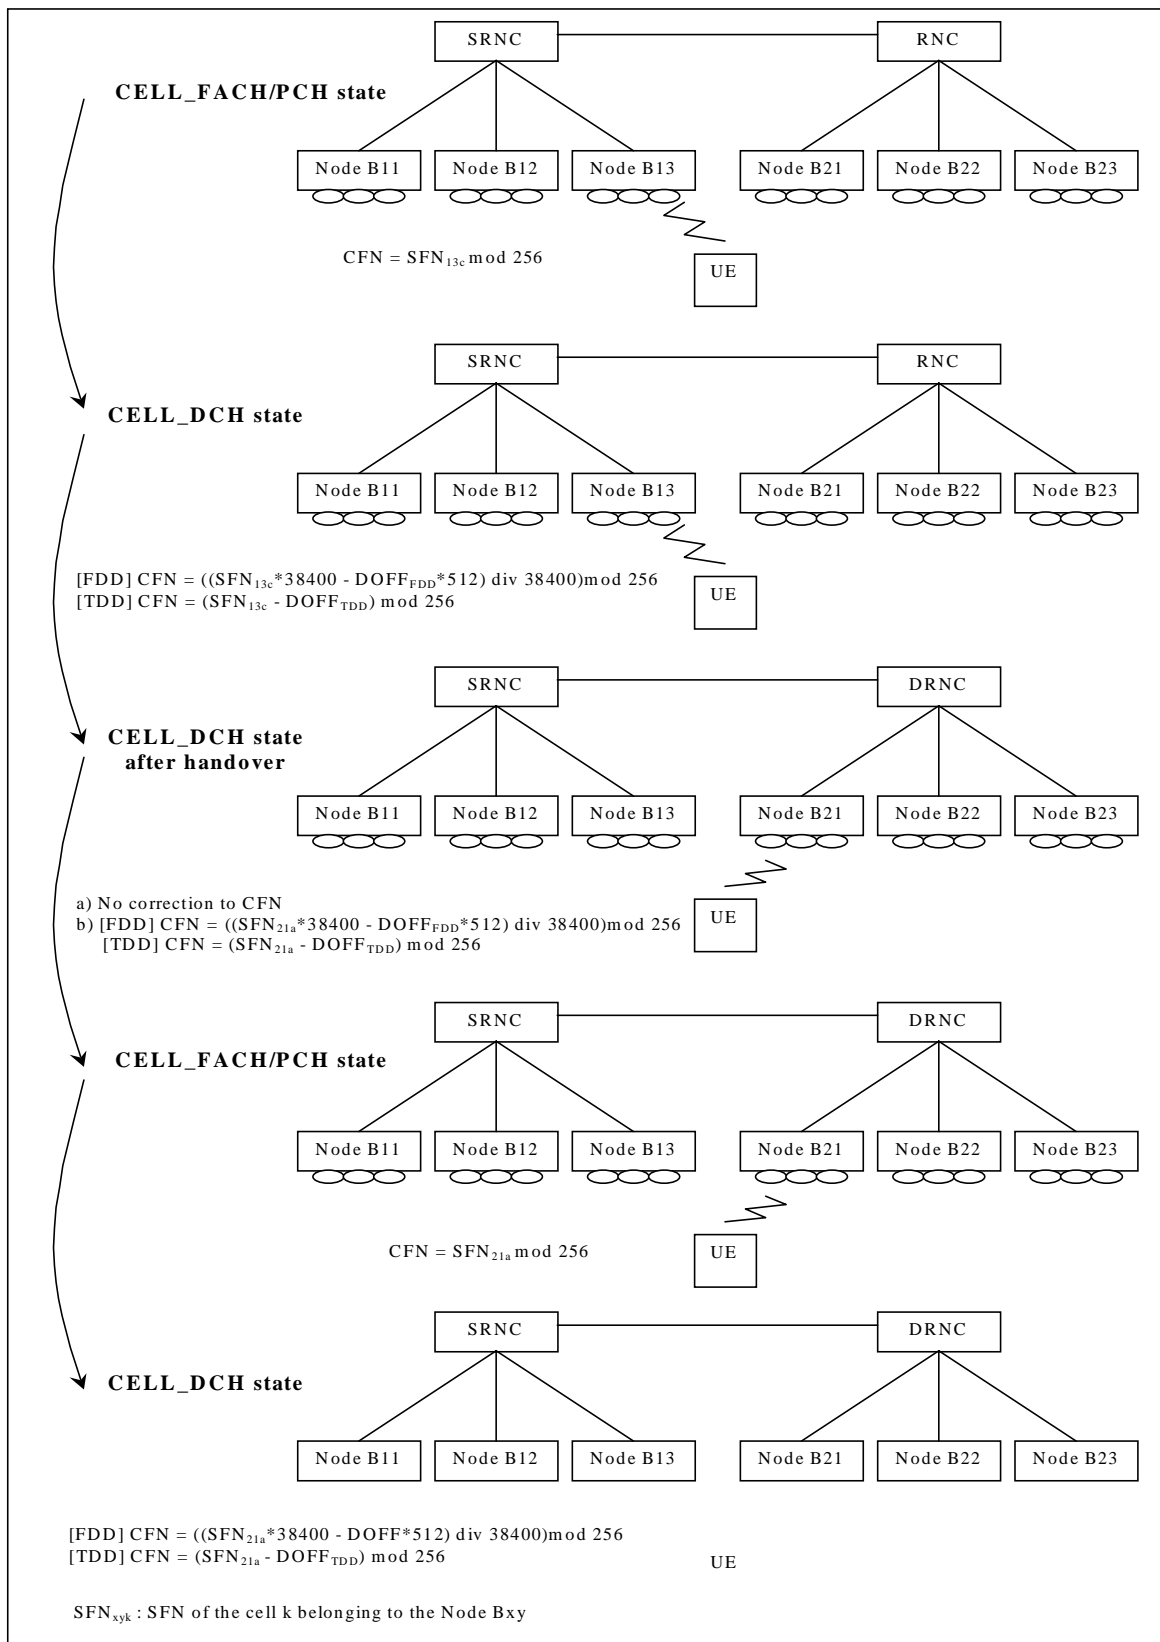 SRNC RNC
CELL_FACH/PCH state
Node B11 Node B12 Node B13 Node B21 Node B22 Node B23
CFN = SFN13c mod 256
UE
SRNC RNC
CELL_DCH state
Node B11 Node B12 Node B13 Node B21 Node B22 Node B23
[FDD] CFN = ((SFN13c*38400 - DOFFFDD*512) div 38400)mod 256
[TDD] CFN = (SFN13c - DOFFTDD) mod 256
UE
SRNC DRNC
CELL_DCH state
after handover
Node B11 Node B12 Node B13 Node B21 Node B22 Node B23
a) No correction to CFN
b) [FDD] CFN = ((SFN21a*38400 - DOFFFDD*512) div 38400)mod 256
[TDD] CFN = (SFN21a - DOFFTDD) mod 256
UE
SRNC DRNC
CELL_FACH/PCH state
Node B11 Node B12 Node B13 Node B21 Node B22 Node B23
CFN = SFN21a mod 256
UE
SRNC DRNC
CELL_DCH state
Node B11 Node B12 Node B13 Node B21 Node B22 Node B23
[FDD] CFN = ((SFN21a*38400 - DOFF*512) div 38400)mod 256
[TDD] CFN = (SFN21a - DOFFTDD) mod 256
UE
SFNxyk : SFN of the cell k belonging to the Node Bxy